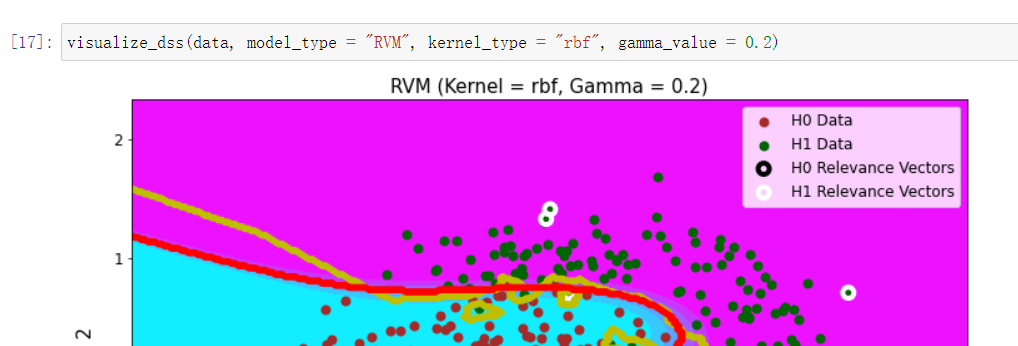 [17]: visualize_dss(data, model_type = "RVM", kernel_type = "rbf", gamma_value = 0.2)
RVM (Kernel = rbf, Gamma = 0.2)
H0 Data
H1 Data
H0 Relevance Vectors
H1 Relevance Vectors
2
1
2